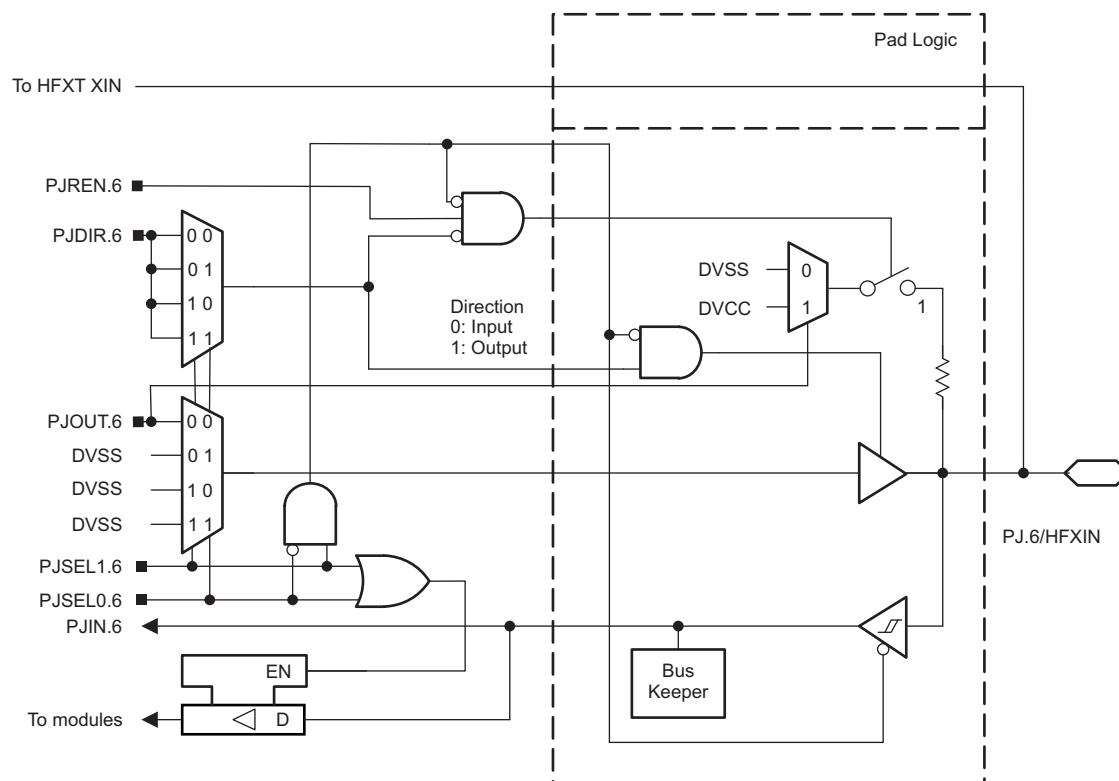 Pad Logic
To HFXT XIN
PJREN.6
PJDIR.6
0 0
0 1
1 0
1 1
DVSS
0
DVCC
1
1
Direction
0: Input
1: Output
PJOUT.6
0 0
DVSS
0 1
DVSS
1 0
DVSS
1 1
PJ.6/HFXIN
PJSEL1.6
PJSEL0.6
PJIN.6
EN
Bus
Keeper
To modules
D